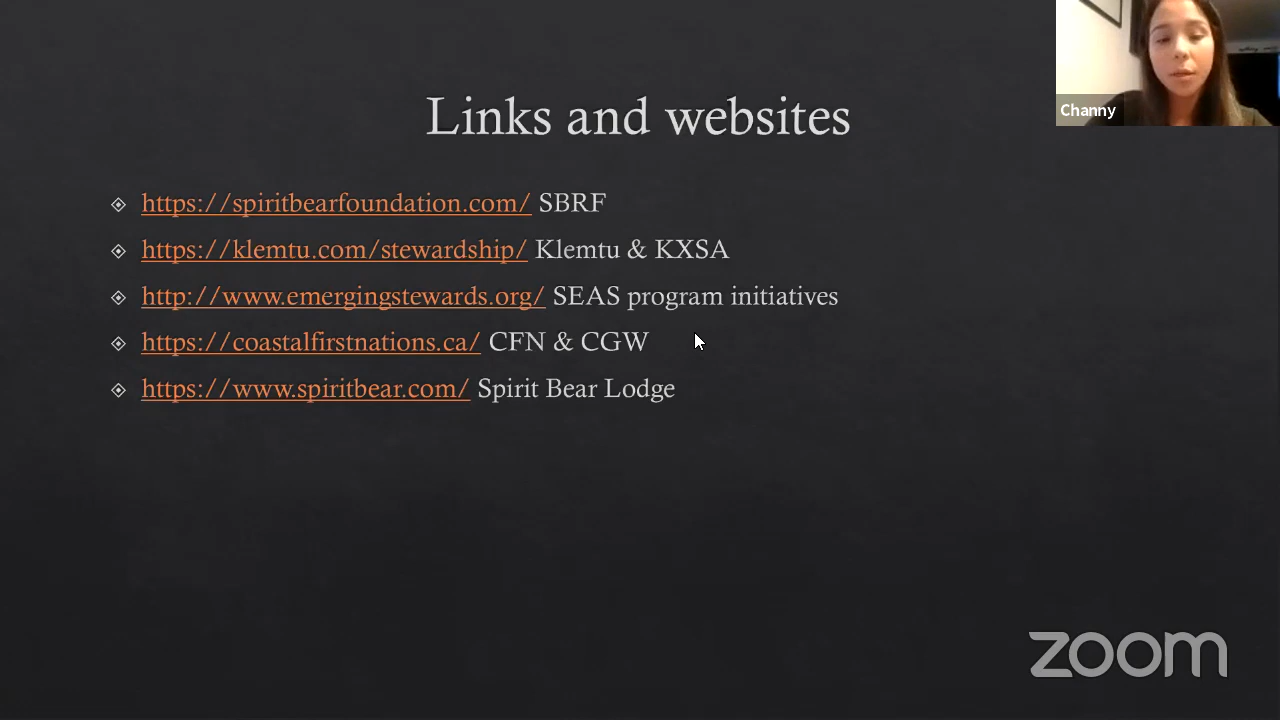 Links and websites
https://spiritbearfoundation.com/ SBRF
https://klemtu.com/stewardship/ Klemtu & KXSA
http://www.emergingstewards.org/ SEAS program initiatives
https://coastalfirstnations.ca/ CFN & CGW
https://www.spiritbear.com/ Spirit Bear Lodge
Channy
zoom